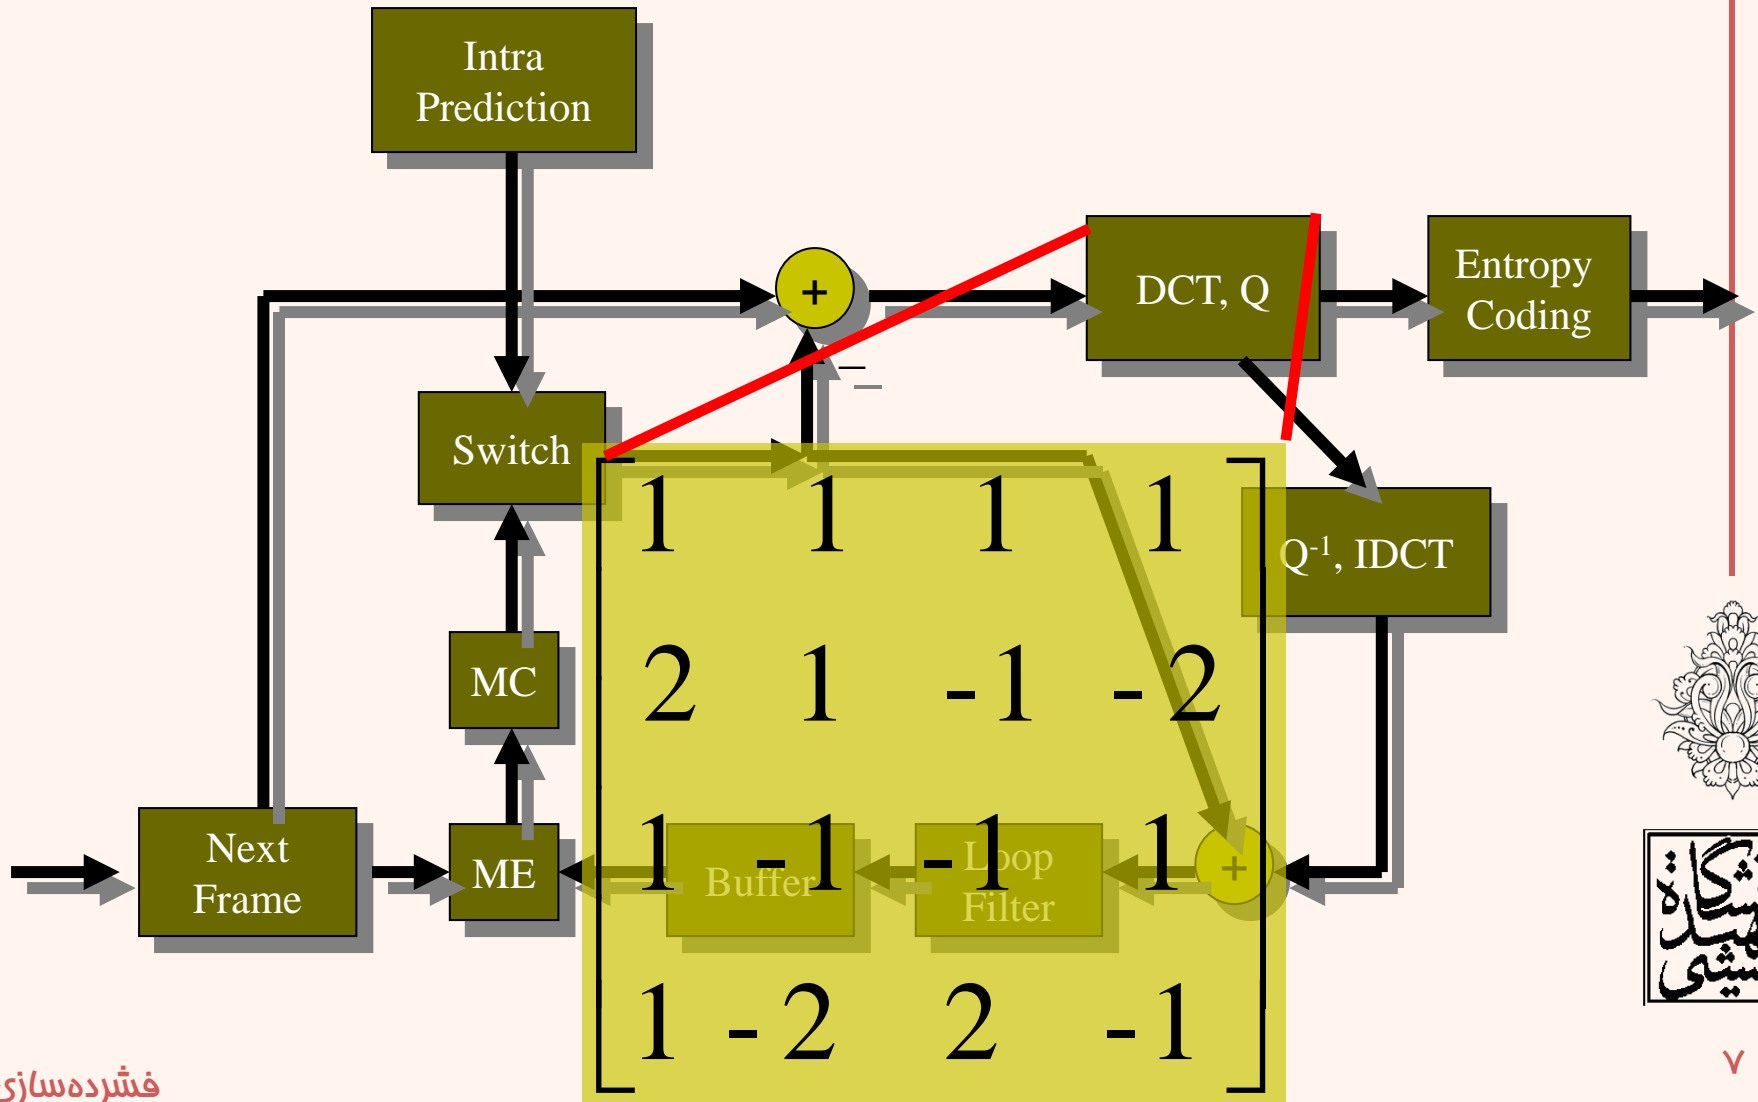 Intra
Prediction
+
DCT, Q
Entropy
Coding
–
Switch
Q⁻¹, IDCT
1 1 1 1
2 1 -1 -2
1 -1 -1 1
1 -2 2 -1
MC
Next
Frame
ME
Buffer
Loop
Filter
+
فشرده‌سازی
۷